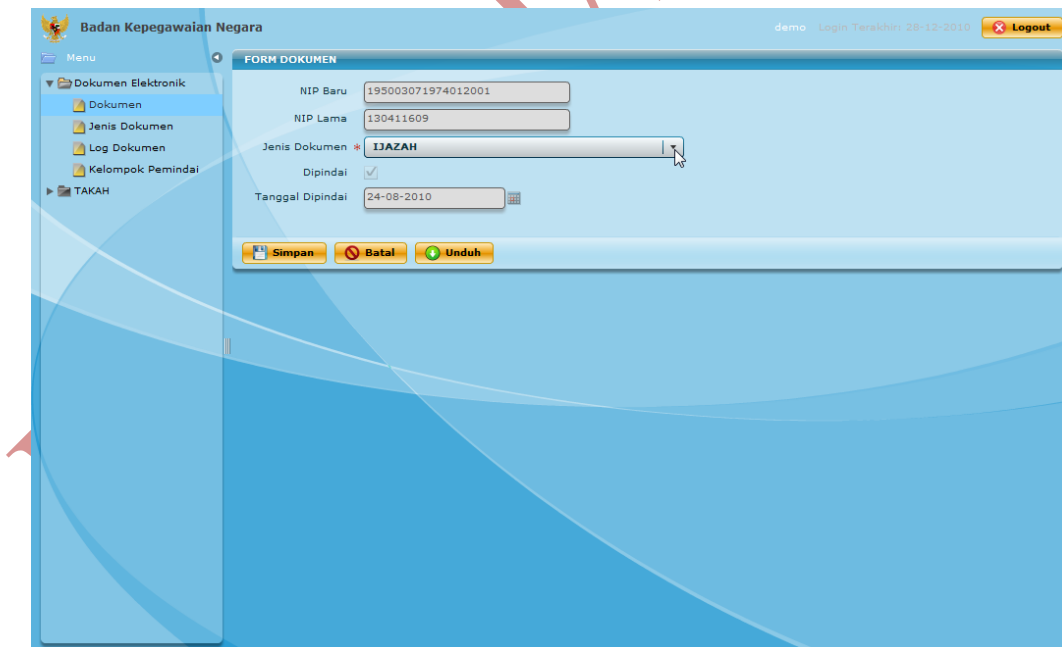 Badan Kepegawaian Negara
demo Login Terakhir: 28-12-2010 Logout
Menu
Dokumen Elektronik
Dokumen
Jenis Dokumen
Log Dokumen
Kelompok Pemindai
TAKAH
FORM DOKUMEN
NIP Baru 195003071974012001
NIP Lama 130411609
Jenis Dokumen * IJAZAH
Dipindai
Tanggal Dipindai 24-08-2010
Simpan Batal Unduh